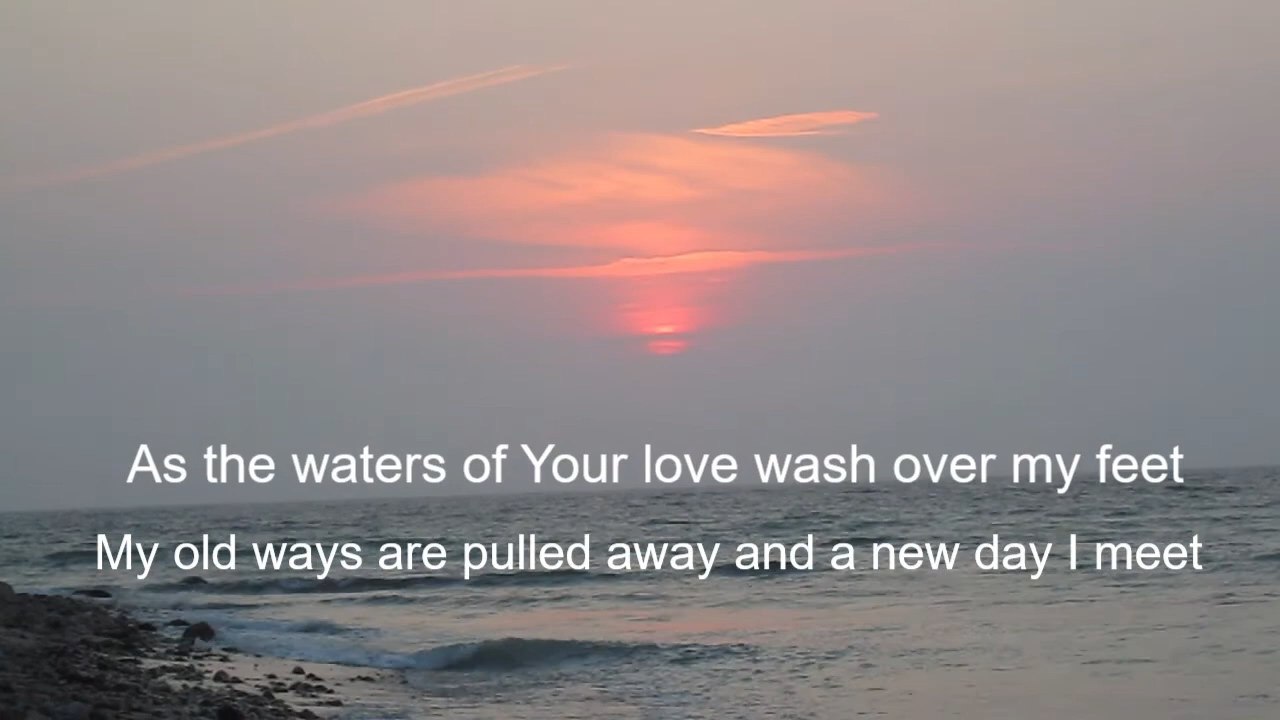 As the waters of Your love wash over my feet
My old ways are pulled away and a new day I meet